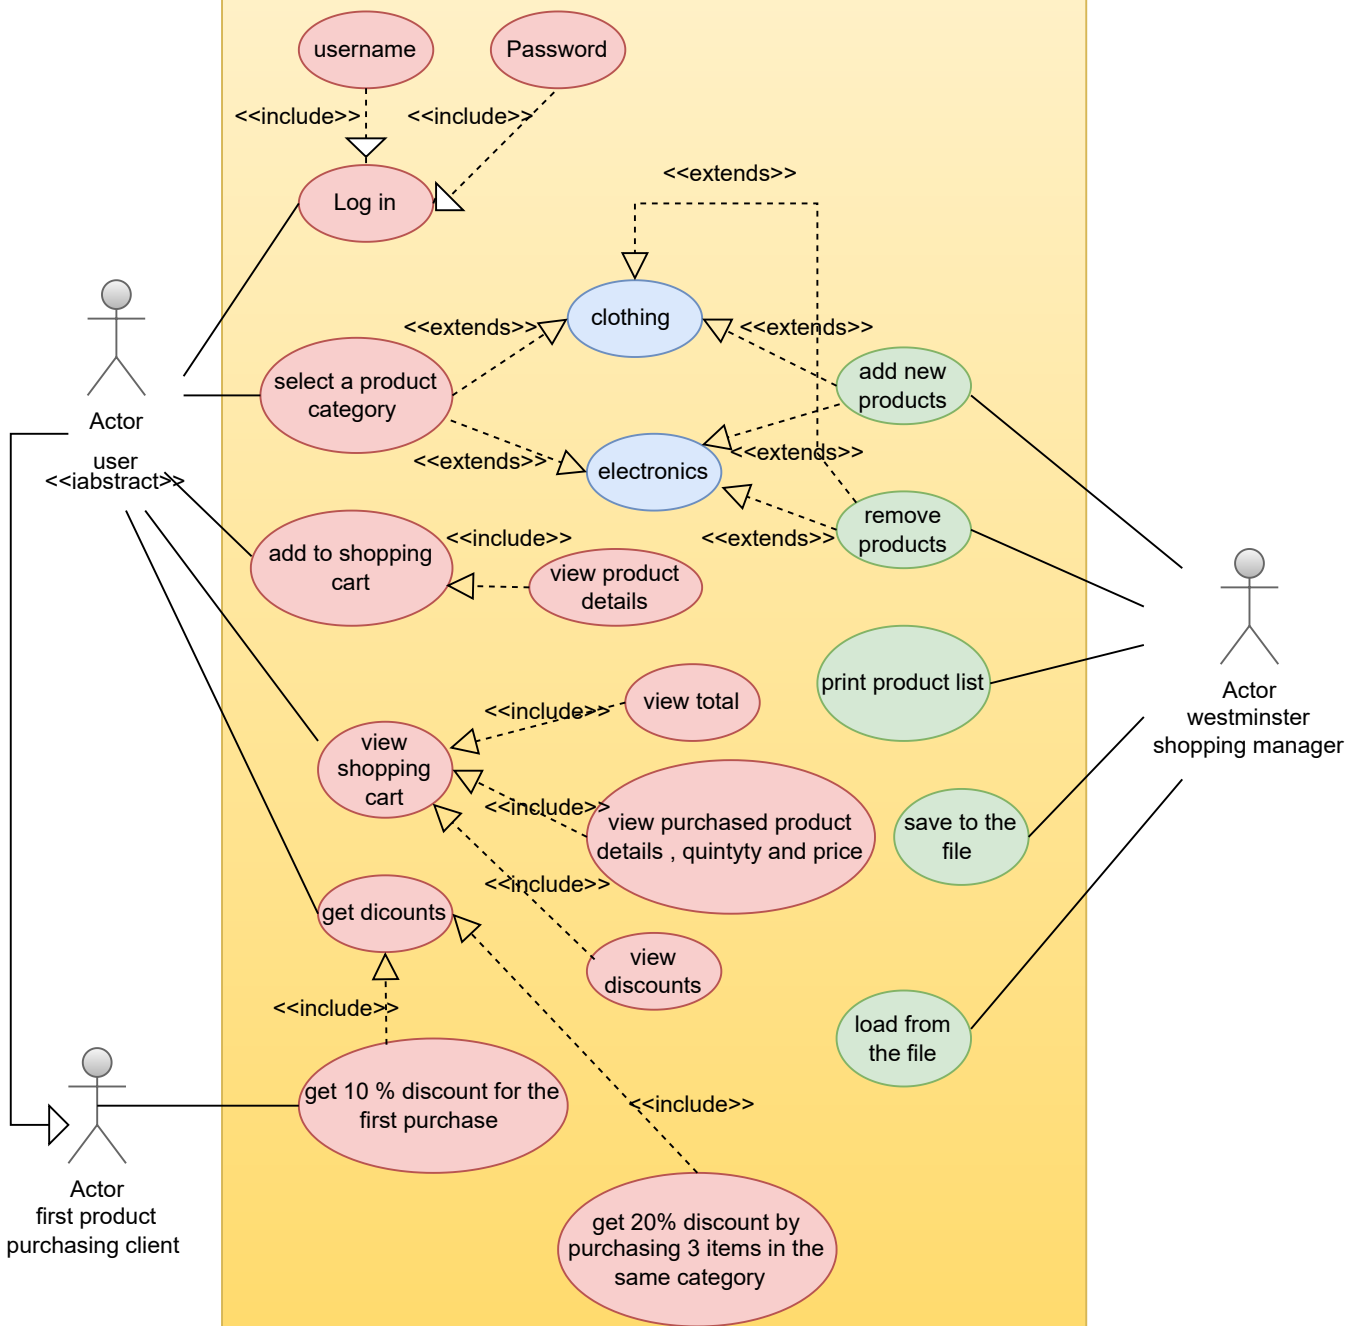 username
Password
<<include>>
<<include>>
Log in
<<extends>>
clothing
<<extends>>
<<extends>>
select a product
category
add new
products
Actor
user
<<iabstract>>
<<extends>>
electronics
<<extends>>
remove
products
<<extends>>
add to shopping
cart
<<include>>
view product
details
print product list
Actor
westminster
shopping manager
view total
<<include>>
view
shopping
cart
<<include>>
view purchased product
details , quintyty and price
save to the
file
<<include>>
get dicounts
view
discounts
<<include>>
load from
the file
get 10 % discount for the
first purchase
<<include>>
Actor
first product
purchasing client
get 20% discount by
purchasing 3 items in the
same category